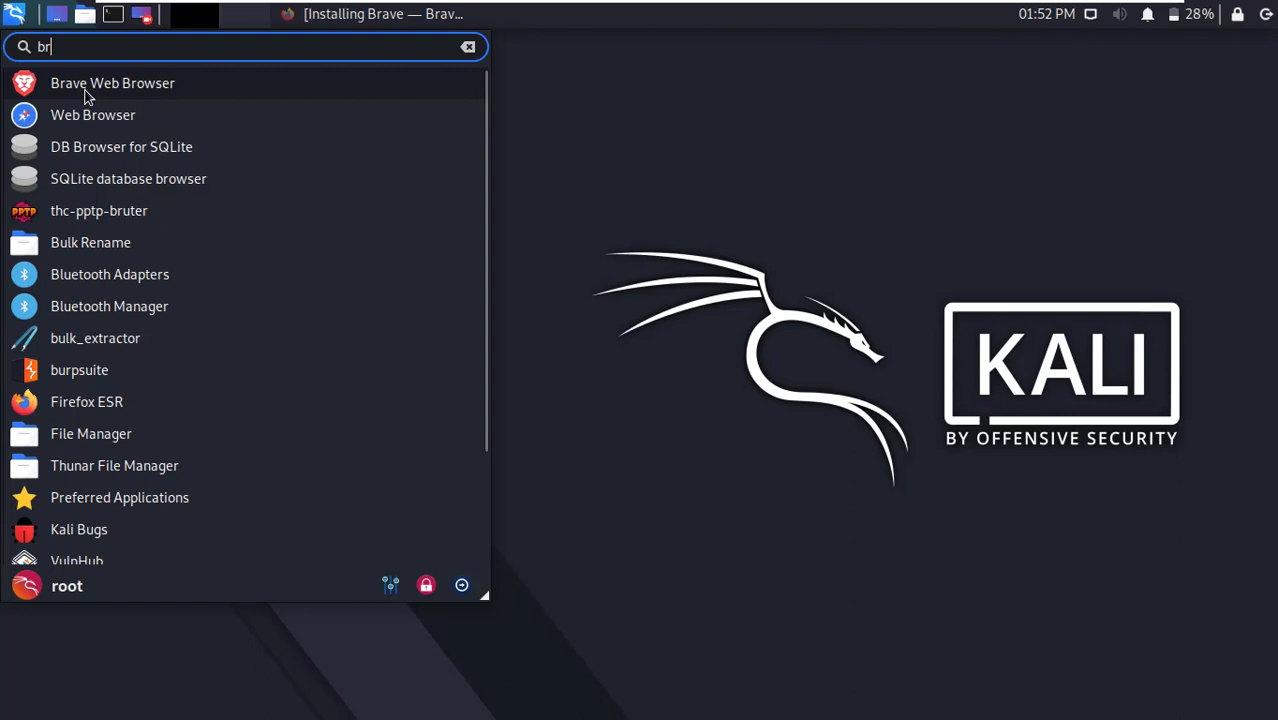 [Installing Brave — Brav...
01:52 PM
28%
br
Brave Web Browser
Web Browser
DB Browser for SQLite
SQLite database browser
PPTP
thc-pptp-bruter
Bulk Rename
Bluetooth Adapters
Bluetooth Manager
bulk_extractor
burpsuite
Firefox ESR
File Manager
Thunar File Manager
Preferred Applications
Kali Bugs
VulnHub
root
KALI
BY OFFENSIVE SECURITY